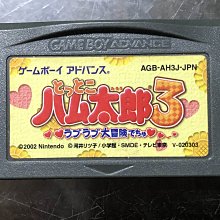 GAME BOY ADVANCE
ゲームボーイ アドバンス
AGB-AH3J-JPN
とっとこ
ハム太郎3
ラブラブ大冒険でちゅ
©2002 Nintendo © 河井リツ子/小学館・SMDE・テレビ東京 V-020303